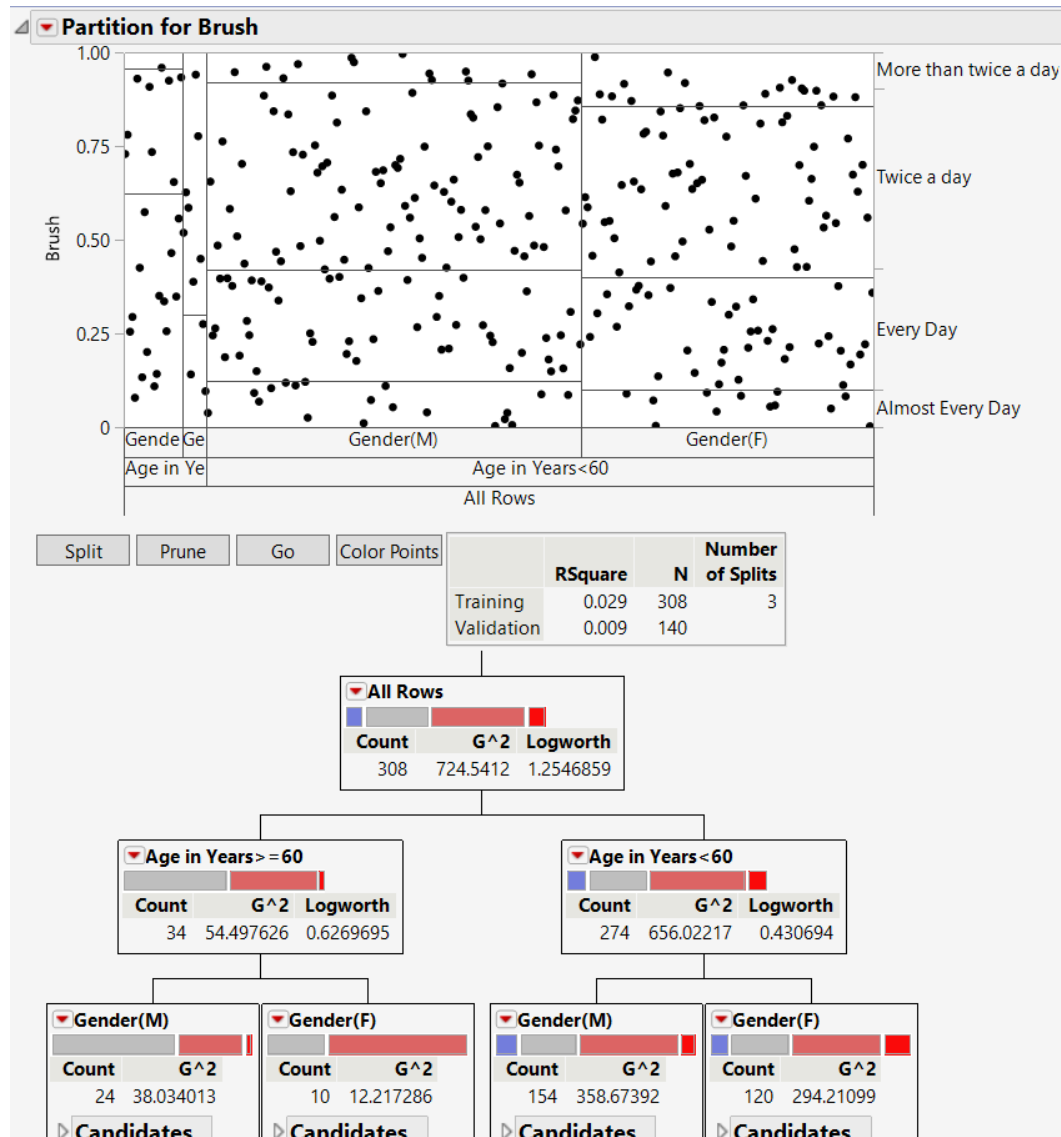 Partition for Brush
1.00
0.75
0.50
0.25
0
Brush
More than twice a day
Twice a day
Every Day
Almost Every Day
Gende Ge Gender(M) Gender(F)
Age in Ye Age in Years<60
All Rows
Split Prune Go Color Points
RSquare N Number of Splits
Training 0.029 308 3
Validation 0.009 140
All Rows
Count G^2 Logworth
308 724.5412 1.2546859
Age in Years>=60
Count G^2 Logworth
34 54.497626 0.6269695
Age in Years<60
Count G^2 Logworth
274 656.02217 0.430694
Gender(M)
Count G^2
24 38.034013
Candidates
Gender(F)
Count G^2
10 12.217286
Candidates
Gender(M)
Count G^2
154 358.67392
Candidates
Gender(F)
Count G^2
120 294.21099
Candidates